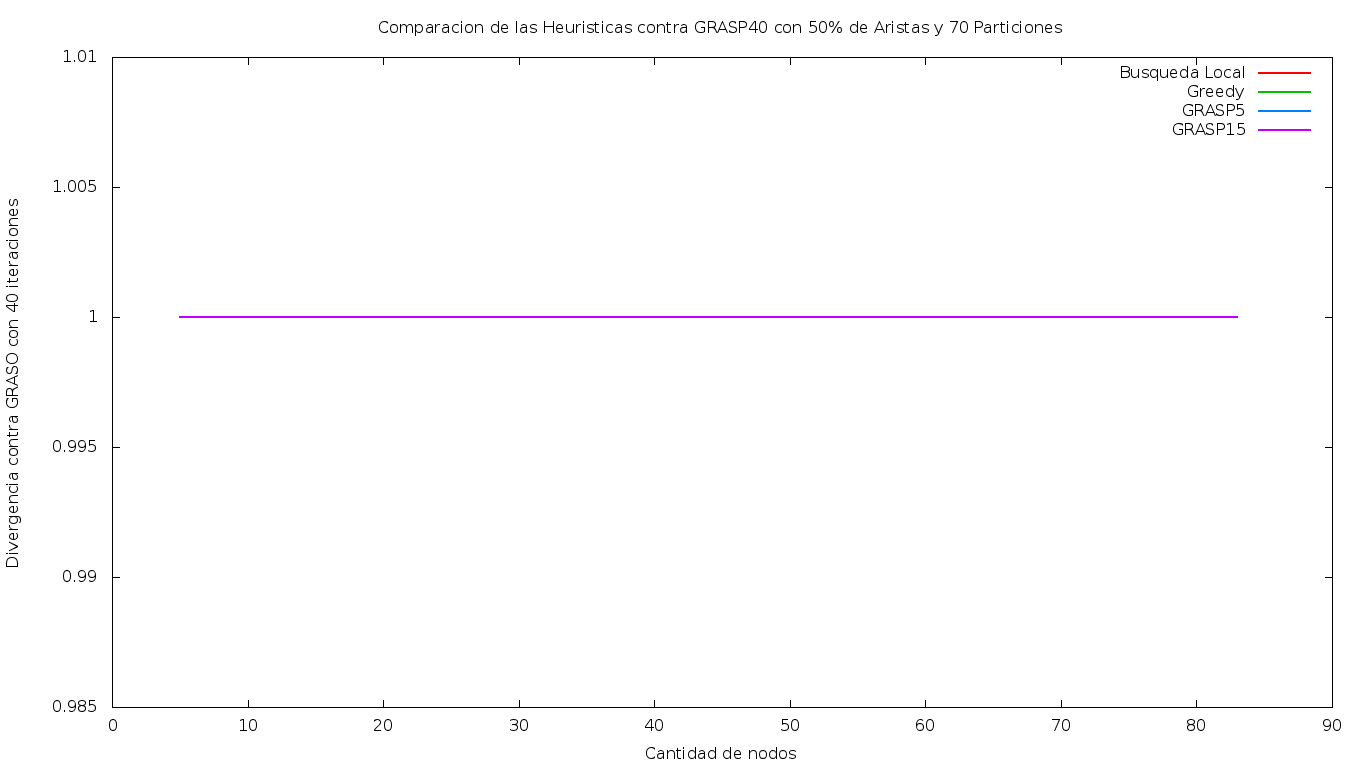 Comparacion de las Heuristicas contra GRASP40 con 50% de Aristas y 70 Particiones
Busqueda Local
Greedy
GRASP5
GRASP15
Divergencia contra GRASO con 40 iteraciones
1.01
1.005
1
0.995
0.99
0.985
0 10 20 30 40 50 60 70 80 90
Cantidad de nodos